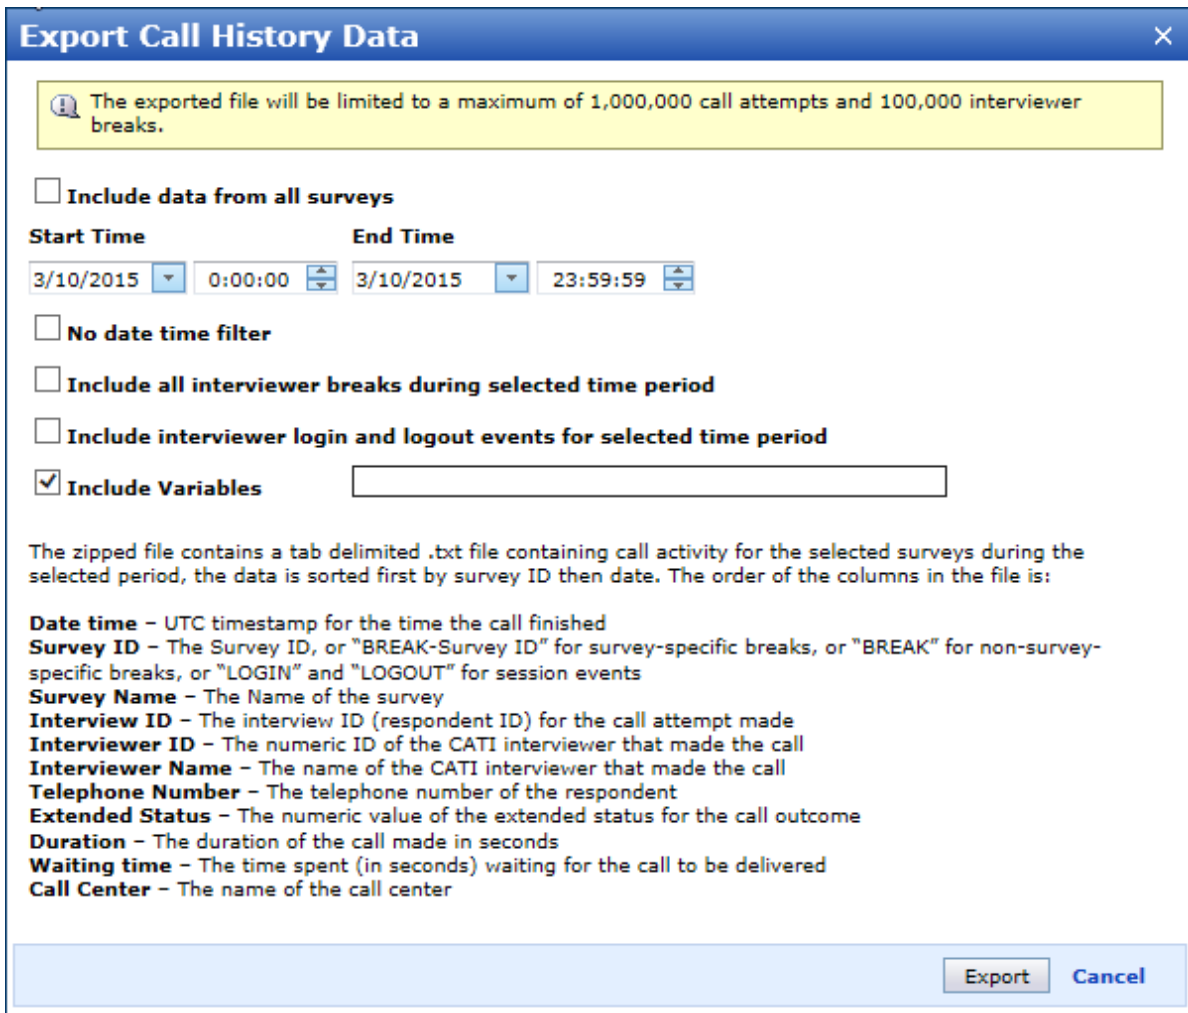 Export Call History Data
The exported file will be limited to a maximum of 1,000,000 call attempts and 100,000 interviewer
breaks.
Include data from all surveys
Start Time End Time
3/10/2015 0:00:00 3/10/2015 23:59:59
No date time filter
Include all interviewer breaks during selected time period
Include interviewer login and logout events for selected time period
Include Variables
The zipped file contains a tab delimited .txt file containing call activity for the selected surveys during the
selected period, the data is sorted first by survey ID then date. The order of the columns in the file is:
Date time – UTC timestamp for the time the call finished
Survey ID – The Survey ID, or “BREAK-Survey ID” for survey-specific breaks, or “BREAK” for non-survey-
specific breaks, or “LOGIN” and “LOGOUT” for session events
Survey Name – The Name of the survey
Interview ID – The interview ID (respondent ID) for the call attempt made
Interviewer ID – The numeric ID of the CATI interviewer that made the call
Interviewer Name – The name of the CATI interviewer that made the call
Telephone Number – The telephone number of the respondent
Extended Status – The numeric value of the extended status for the call outcome
Duration – The duration of the call made in seconds
Waiting time – The time spent (in seconds) waiting for the call to be delivered
Call Center – The name of the call center
Export Cancel